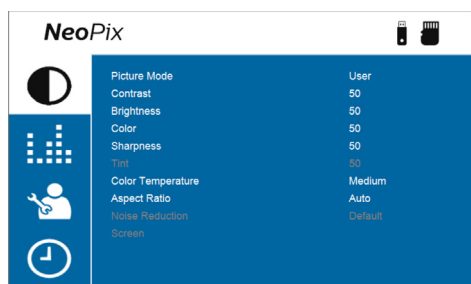 NeoPix
Picture Mode User
Contrast 50
Brightness 50
Color 50
Sharpness 50
Tint 50
Color Temperature Medium
Aspect Ratio Auto
Noise Reduction Default
Screen